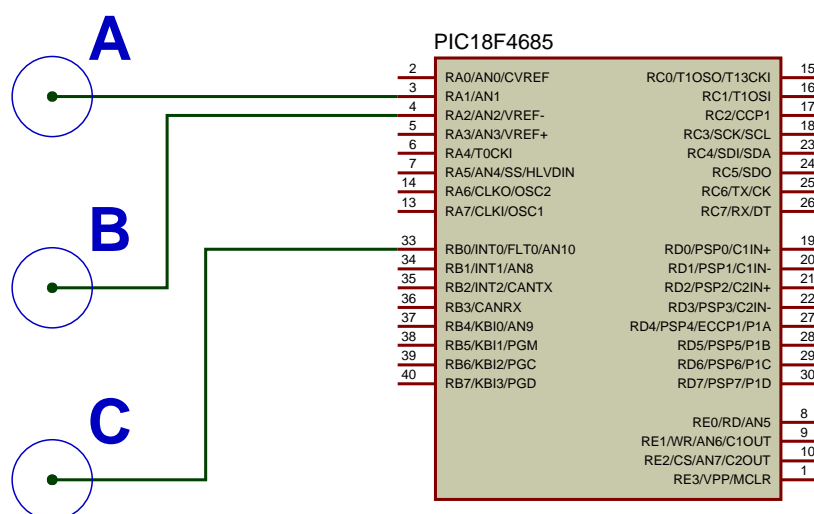 A
B
C
PIC18F4685
2 RA0/AN0/CVREF
3 RA1/AN1
4 RA2/AN2/VREF-
5 RA3/AN3/VREF+
6 RA4/T0CKI
7 RA5/AN4/SS/HLVDIN
14 RA6/CLKO/OSC2
13 RA7/CLKI/OSC1
33 RB0/INT0/FLT0/AN10
34 RB1/INT1/AN8
35 RB2/INT2/CANTX
36 RB3/CANRX
37 RB4/KBI0/AN9
38 RB5/KBI1/PGM
39 RB6/KBI2/PGC
40 RB7/KBI3/PGD
RC0/T1OSO/T13CKI 15
RC1/T1OSI 16
RC2/CCP1 17
RC3/SCK/SCL 18
RC4/SDI/SDA 23
RC5/SDO 24
RC6/TX/CK 25
RC7/RX/DT 26
RD0/PSP0/C1IN+ 19
RD1/PSP1/C1IN- 20
RD2/PSP2/C2IN+ 21
RD3/PSP3/C2IN- 22
RD4/PSP4/ECCP1/P1A 27
RD5/PSP5/P1B 28
RD6/PSP6/P1C 29
RD7/PSP7/P1D 30
RE0/RD/AN5 8
RE1/WR/AN6/C1OUT 9
RE2/CS/AN7/C2OUT 10
RE3/VPP/MCLR 1